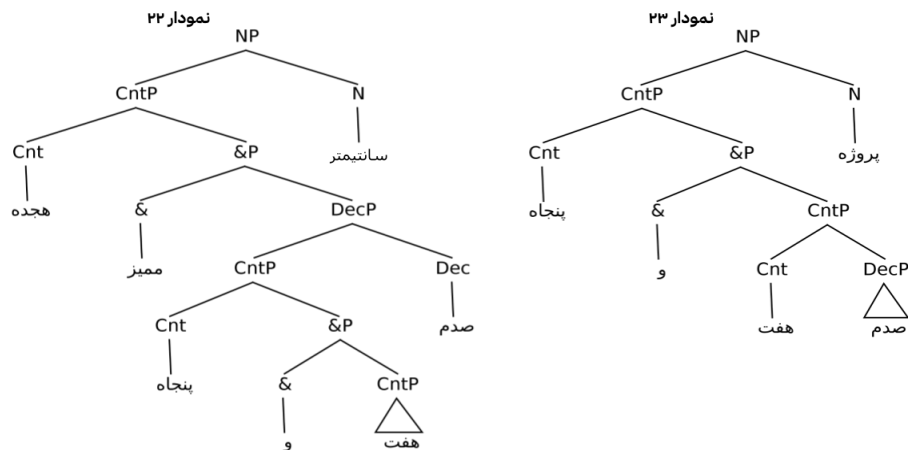 نمودار ۲۲
NP
CntP N
Cnt &P سانتیمتر
هجده & DecP
ممیز CntP Dec
Cnt &P صدم
پنجاه & CntP
و هفت
نمودار ۲۳
NP
CntP N
Cnt &P پروژه
پنجاه & CntP
و Cnt DecP
هفت صدم